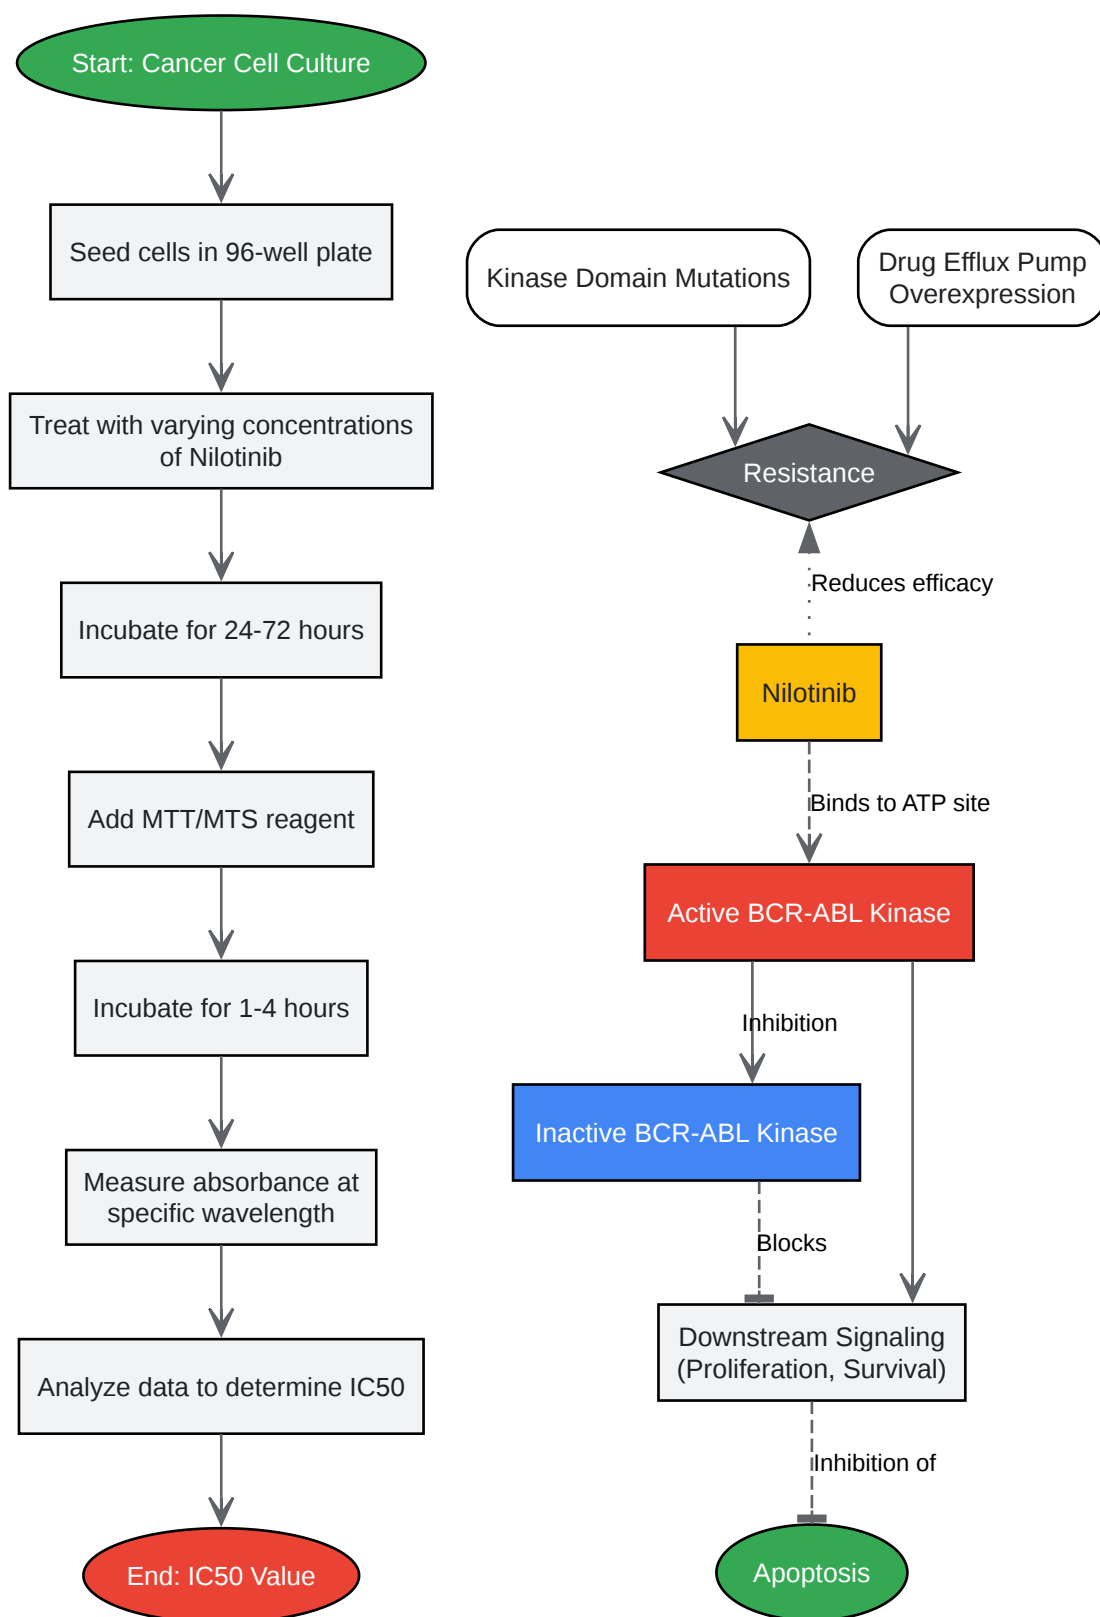 Start: Cancer Cell Culture
Seed cells in 96-well plate
Treat with varying concentrations
of Nilotinib
Incubate for 24-72 hours
Add MTT/MTS reagent
Incubate for 1-4 hours
Measure absorbance at
specific wavelength
Analyze data to determine IC50
End: IC50 Value
Kinase Domain Mutations
Drug Efflux Pump
Overexpression
Resistance
Reduces efficacy
Nilotinib
Binds to ATP site
Active BCR-ABL Kinase
Inhibition
Inactive BCR-ABL Kinase
Blocks
Downstream Signaling
(Proliferation, Survival)
Inhibition of
Apoptosis